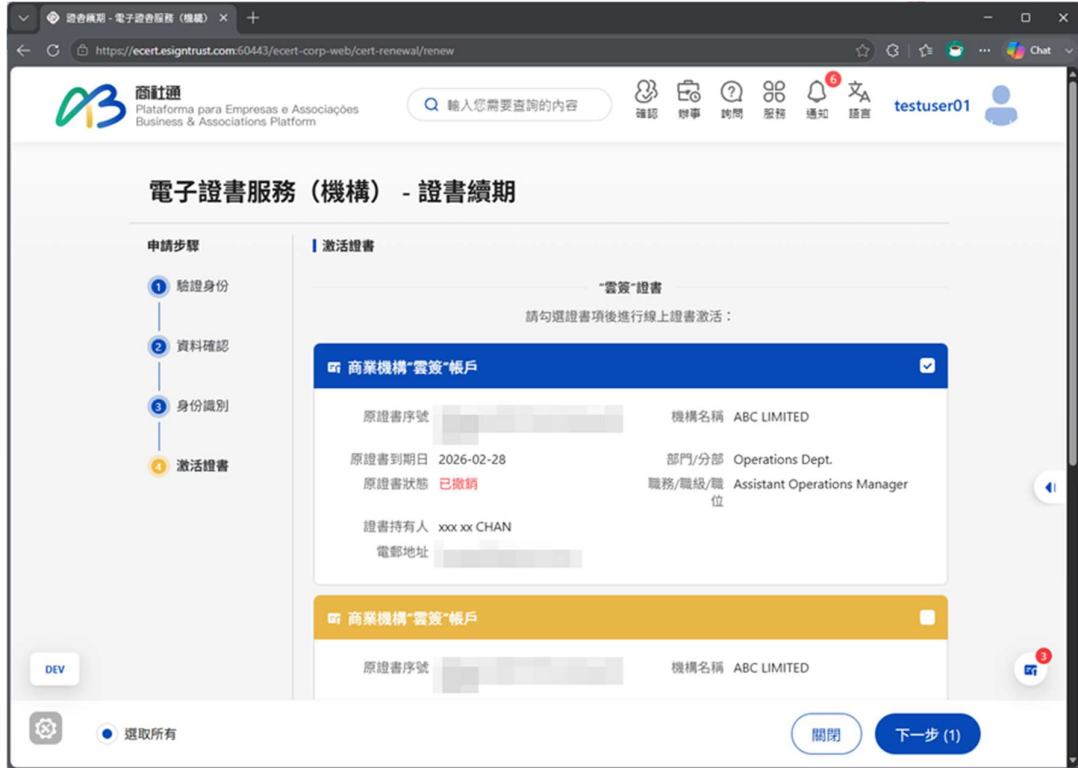 證書續期 - 電子證書服務（機構）
https://ecert.esigntrust.com:60443/ecert-corp-web/cert-renewal/renew
Chat
商社通
Plataforma para Empresas e Associações
Business & Associations Platform
輸入您需要查詢的內容
確認
辦事
詢問
服務
6
通知
語言
testuser01
電子證書服務（機構） - 證書續期
申請步驟
1 驗證身份
2 資料確認
3 身份識別
4 激活證書
激活證書
"雲簽"證書
請勾選證書項後進行線上證書激活：
商業機構"雲簽"帳戶
原證書序號
機構名稱 ABC LIMITED
原證書到期日 2026-02-28
部門/分部 Operations Dept.
原證書狀態 已撤銷
職務/職級/職位 Assistant Operations Manager
證書持有人 xxx xx CHAN
電郵地址
商業機構"雲簽"帳戶
原證書序號
機構名稱 ABC LIMITED
DEV
3
選取所有
關閉
下一步 (1)